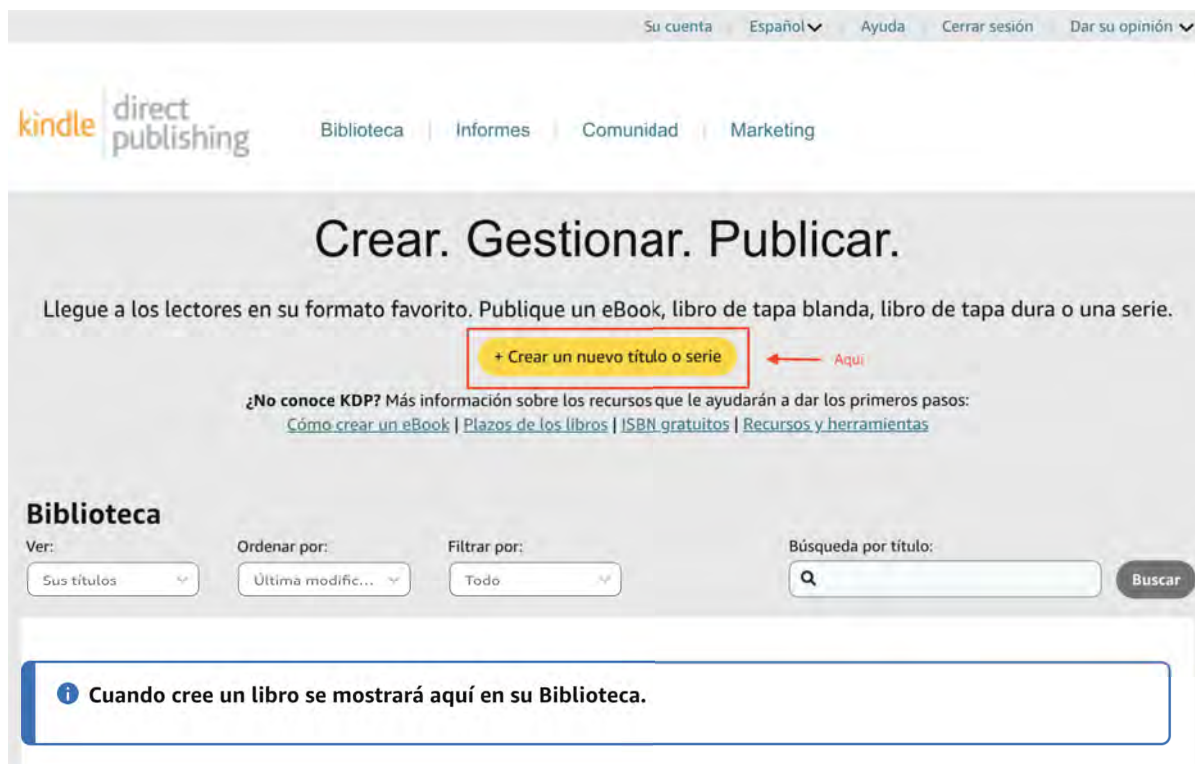 Su cuenta Español Ayuda Cerrar sesión Dar su opinión
kindle direct publishing
Biblioteca Informes Comunidad Marketing
Crear. Gestionar. Publicar.
Llegue a los lectores en su formato favorito. Publique un eBook, libro de tapa blanda, libro de tapa dura o una serie.
+ Crear un nuevo título o serie Aqui
¿No conoce KDP? Más información sobre los recursos que le ayudarán a dar los primeros pasos:
Cómo crear un eBook | Plazos de los libros | ISBN gratuitos | Recursos y herramientas
Biblioteca
Ver: Ordenar por: Filtrar por: Búsqueda por título:
Sus títulos Última modific... Todo Buscar
Cuando cree un libro se mostrará aquí en su Biblioteca.